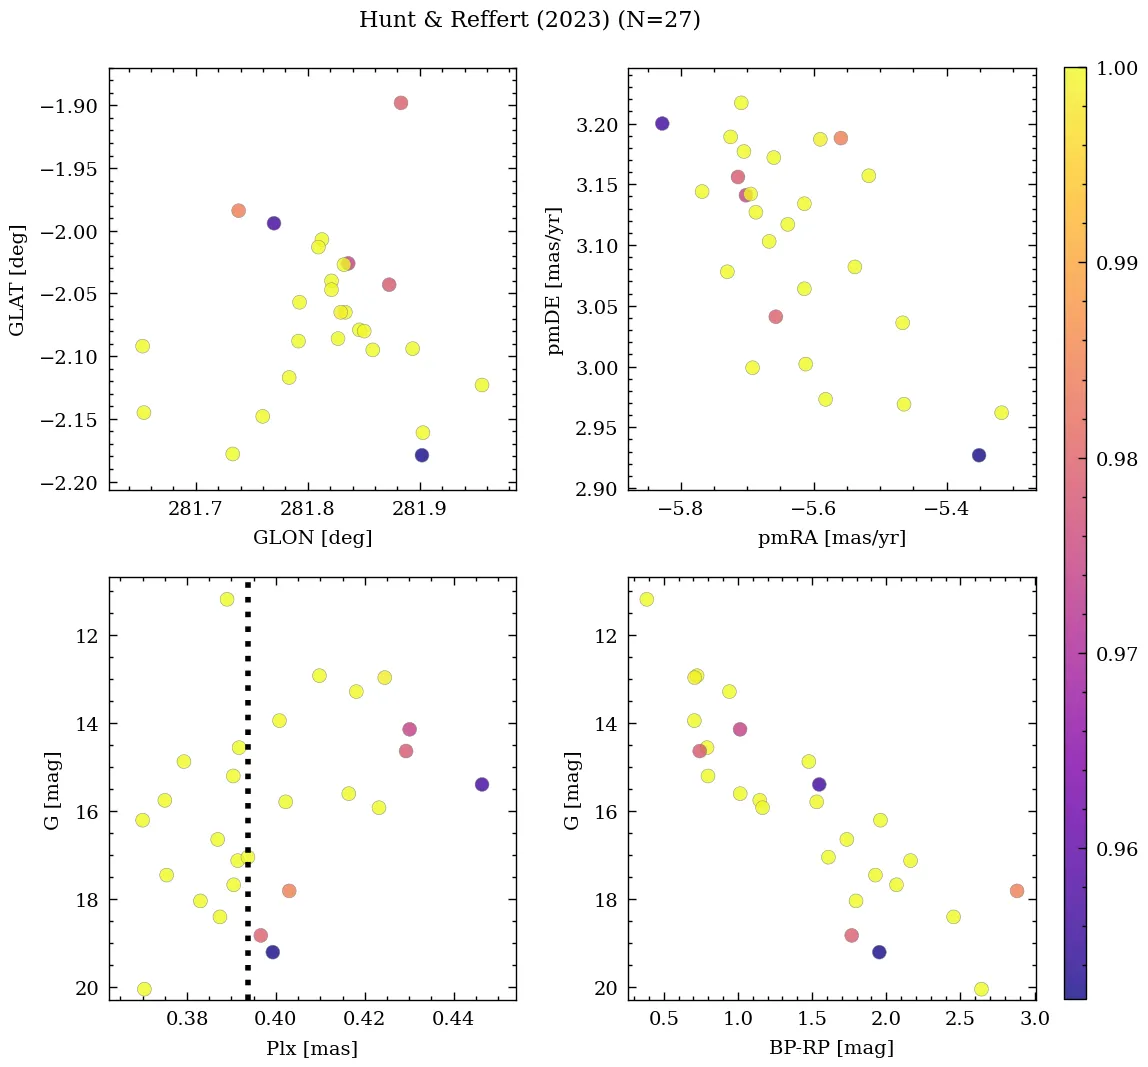 Hunt & Reffert (2023) (N=27)
−1.90
−1.95
−2.00
−2.05
−2.10
−2.15
−2.20
GLAT [deg]
281.7 281.8 281.9
GLON [deg]
3.20
3.15
3.10
3.05
3.00
2.95
2.90
pmDE [mas/yr]
−5.8 −5.6 −5.4
pmRA [mas/yr]
12
14
16
18
20
G [mag]
0.38 0.40 0.42 0.44
Plx [mas]
12
14
16
18
20
G [mag]
0.5 1.0 1.5 2.0 2.5 3.0
BP-RP [mag]
1.00
0.99
0.98
0.97
0.96